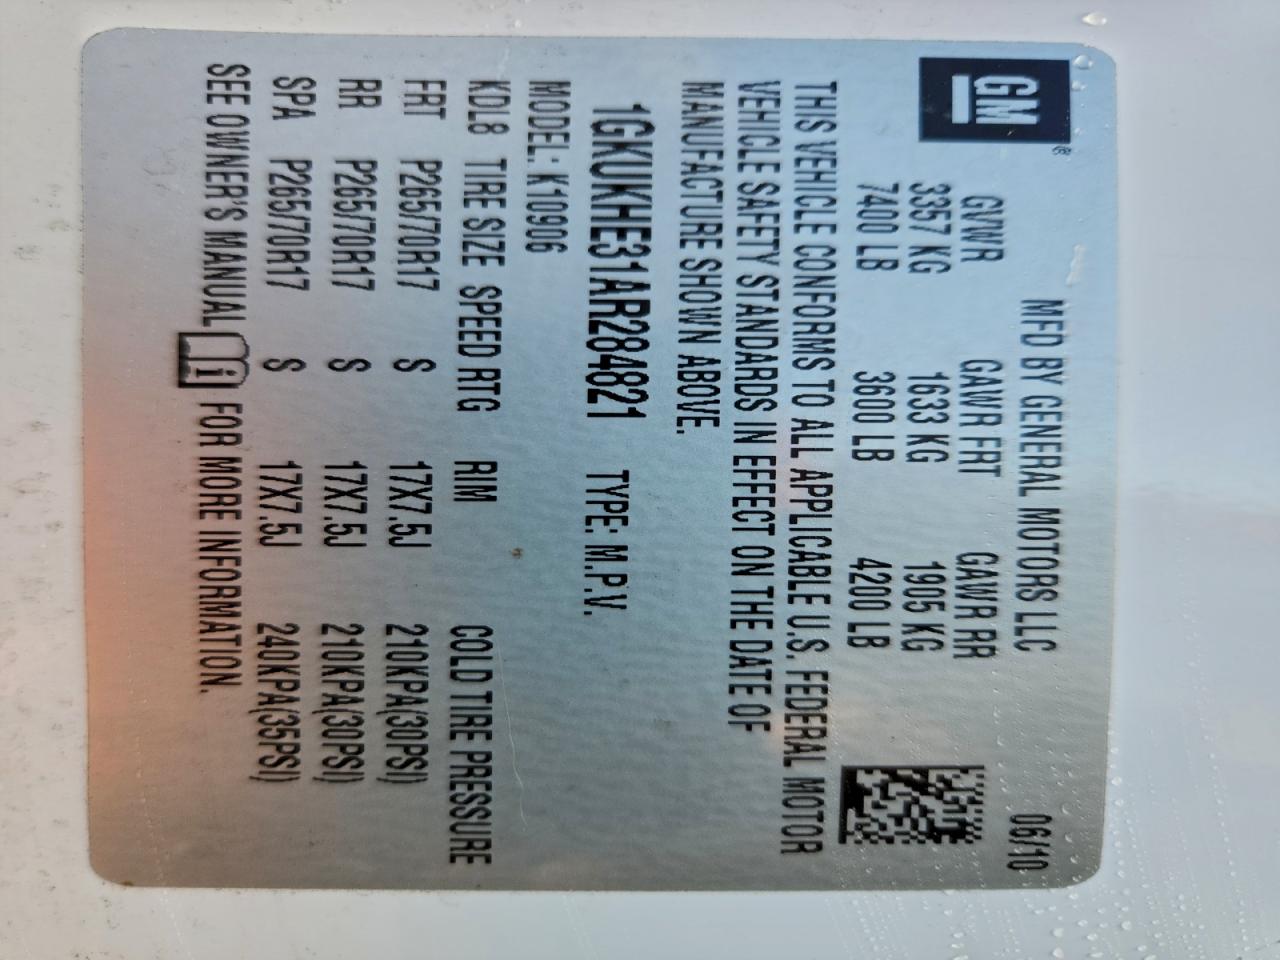 GM
MFD BY GENERAL MOTORS LLC 06/10
GVWR GAWR FRT GAWR RR
3357 KG 1633 KG 1905 KG
7400 LB 3600 LB 4200 LB
THIS VEHICLE CONFORMS TO ALL APPLICABLE U.S. FEDERAL MOTOR
VEHICLE SAFETY STANDARDS IN EFFECT ON THE DATE OF
MANUFACTURE SHOWN ABOVE.
1GKUKHE31AR284821 TYPE: M.P.V.
MODEL: K10906
KDL8 TIRE SIZE SPEED RTG RIM COLD TIRE PRESSURE
FRT P265/70R17 S 17X7.5J 210KPA(30PSI)
RR P265/70R17 S 17X7.5J 210KPA(30PSI)
SPA P265/70R17 S 17X7.5J 240KPA(35PSI)
SEE OWNER'S MANUAL i FOR MORE INFORMATION.